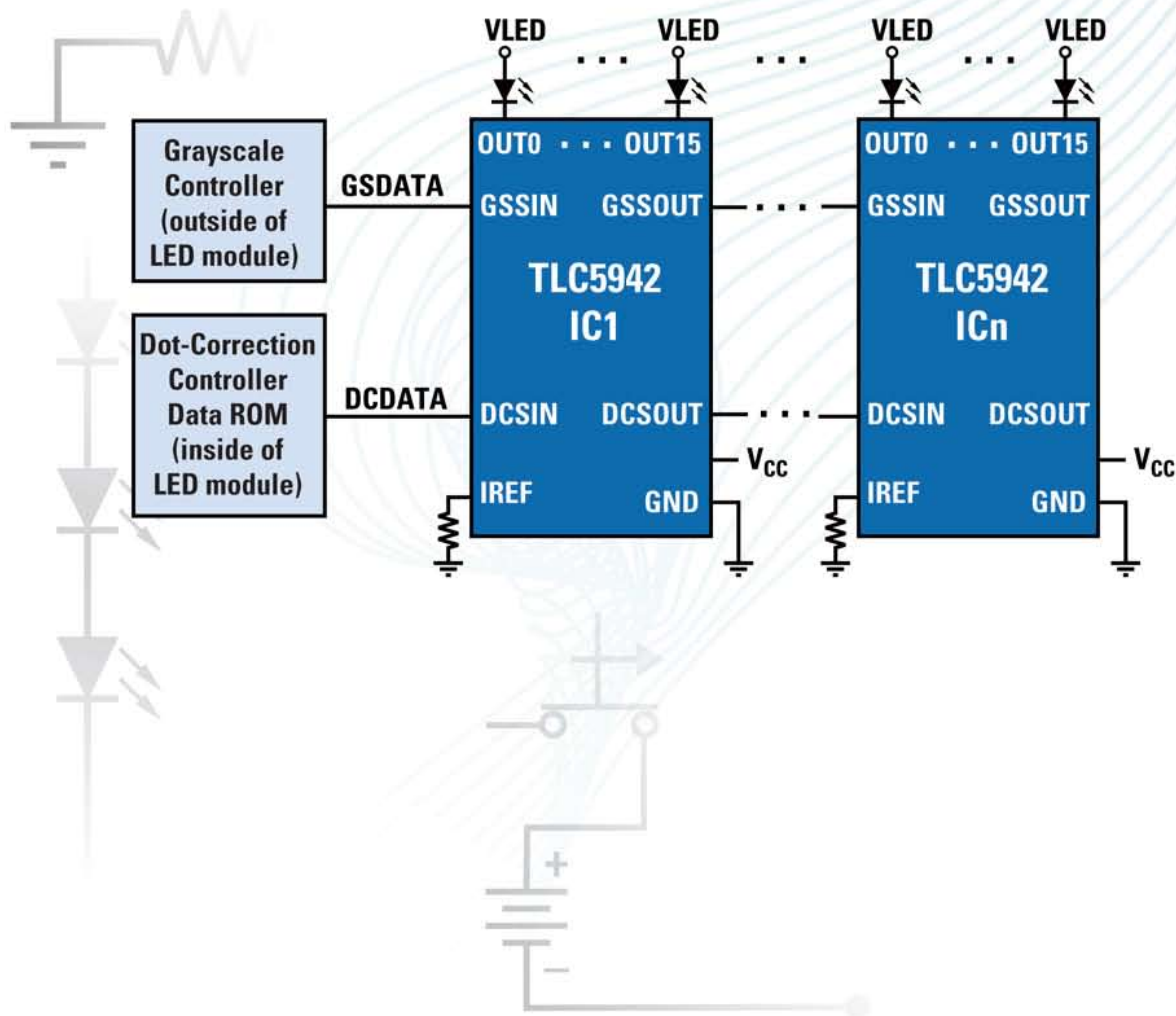 VLED VLED VLED VLED
. . . . . . . . .
Grayscale
Controller
(outside of
LED module)
GSDATA
OUT0 . . . OUT15
GSSIN GSSOUT
TLC5942
IC1
DCSIN DCSOUT
VCC
IREF
GND
. . .
. . .
OUT0 . . . OUT15
GSSIN GSSOUT
TLC5942
ICn
DCSIN DCSOUT
VCC
IREF
GND
Dot-Correction
Controller
Data ROM
(inside of
LED module)
DCDATA
+
–